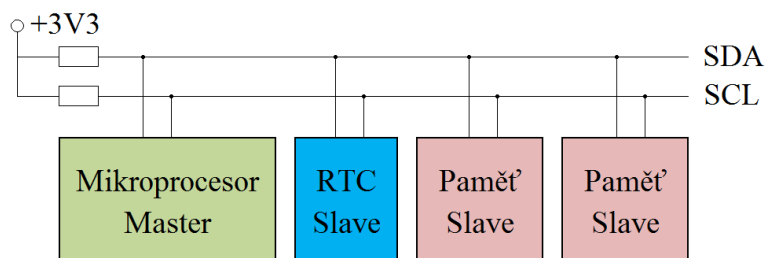 +3V3
SDA
SCL
Mikroprocesor
Master
RTC
Slave
Paměť
Slave
Paměť
Slave